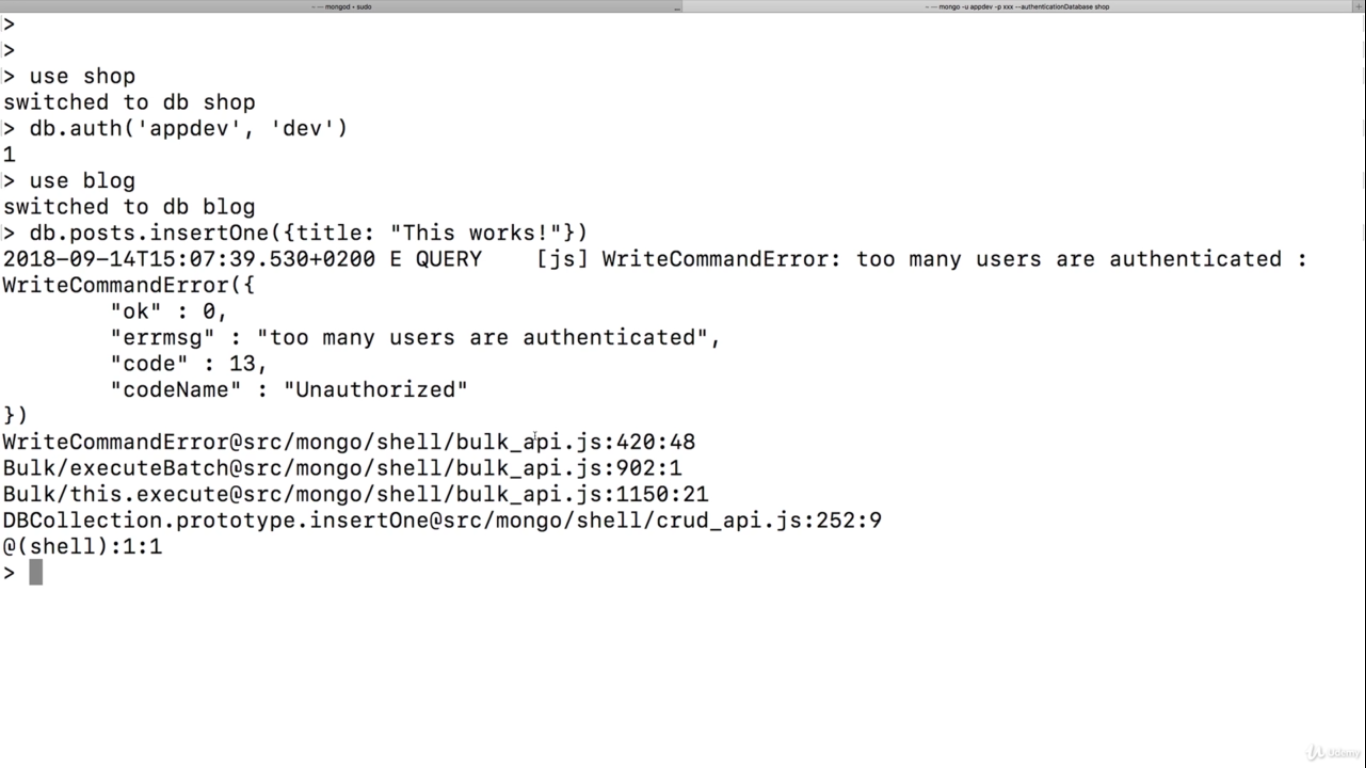 — -- mongod • sudo
~ — mongo -u appdev -p xxx --authenticationDatabase shop
>
>
> use shop
switched to db shop
> db.auth('appdev', 'dev')
1
> use blog
switched to db blog
> db.posts.insertOne({title: "This works!"})
2018-09-14T15:07:39.530+0200 E QUERY    [js] WriteCommandError: too many users are authenticated :
WriteCommandError({
"ok" : 0,
"errmsg" : "too many users are authenticated",
"code" : 13,
"codeName" : "Unauthorized"
})
WriteCommandError@src/mongo/shell/bulk_api.js:420:48
Bulk/executeBatch@src/mongo/shell/bulk_api.js:902:1
Bulk/this.execute@src/mongo/shell/bulk_api.js:1150:21
DBCollection.prototype.insertOne@src/mongo/shell/crud_api.js:252:9
@(shell):1:1
>
Udemy